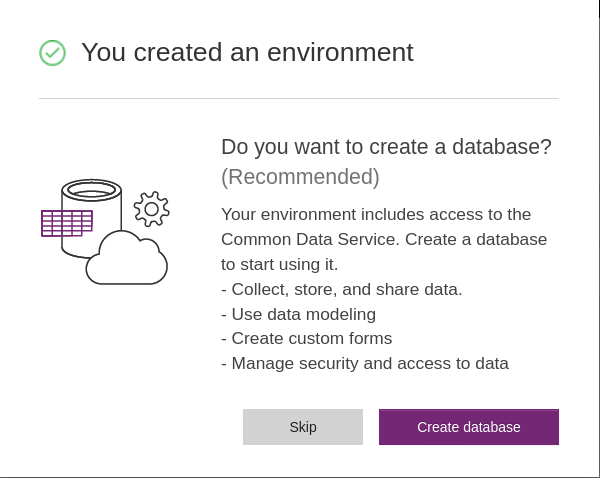 You created an environment
Do you want to create a database?
(Recommended)
Your environment includes access to the
Common Data Service. Create a database
to start using it.
- Collect, store, and share data.
- Use data modeling
- Create custom forms
- Manage security and access to data
Skip
Create database